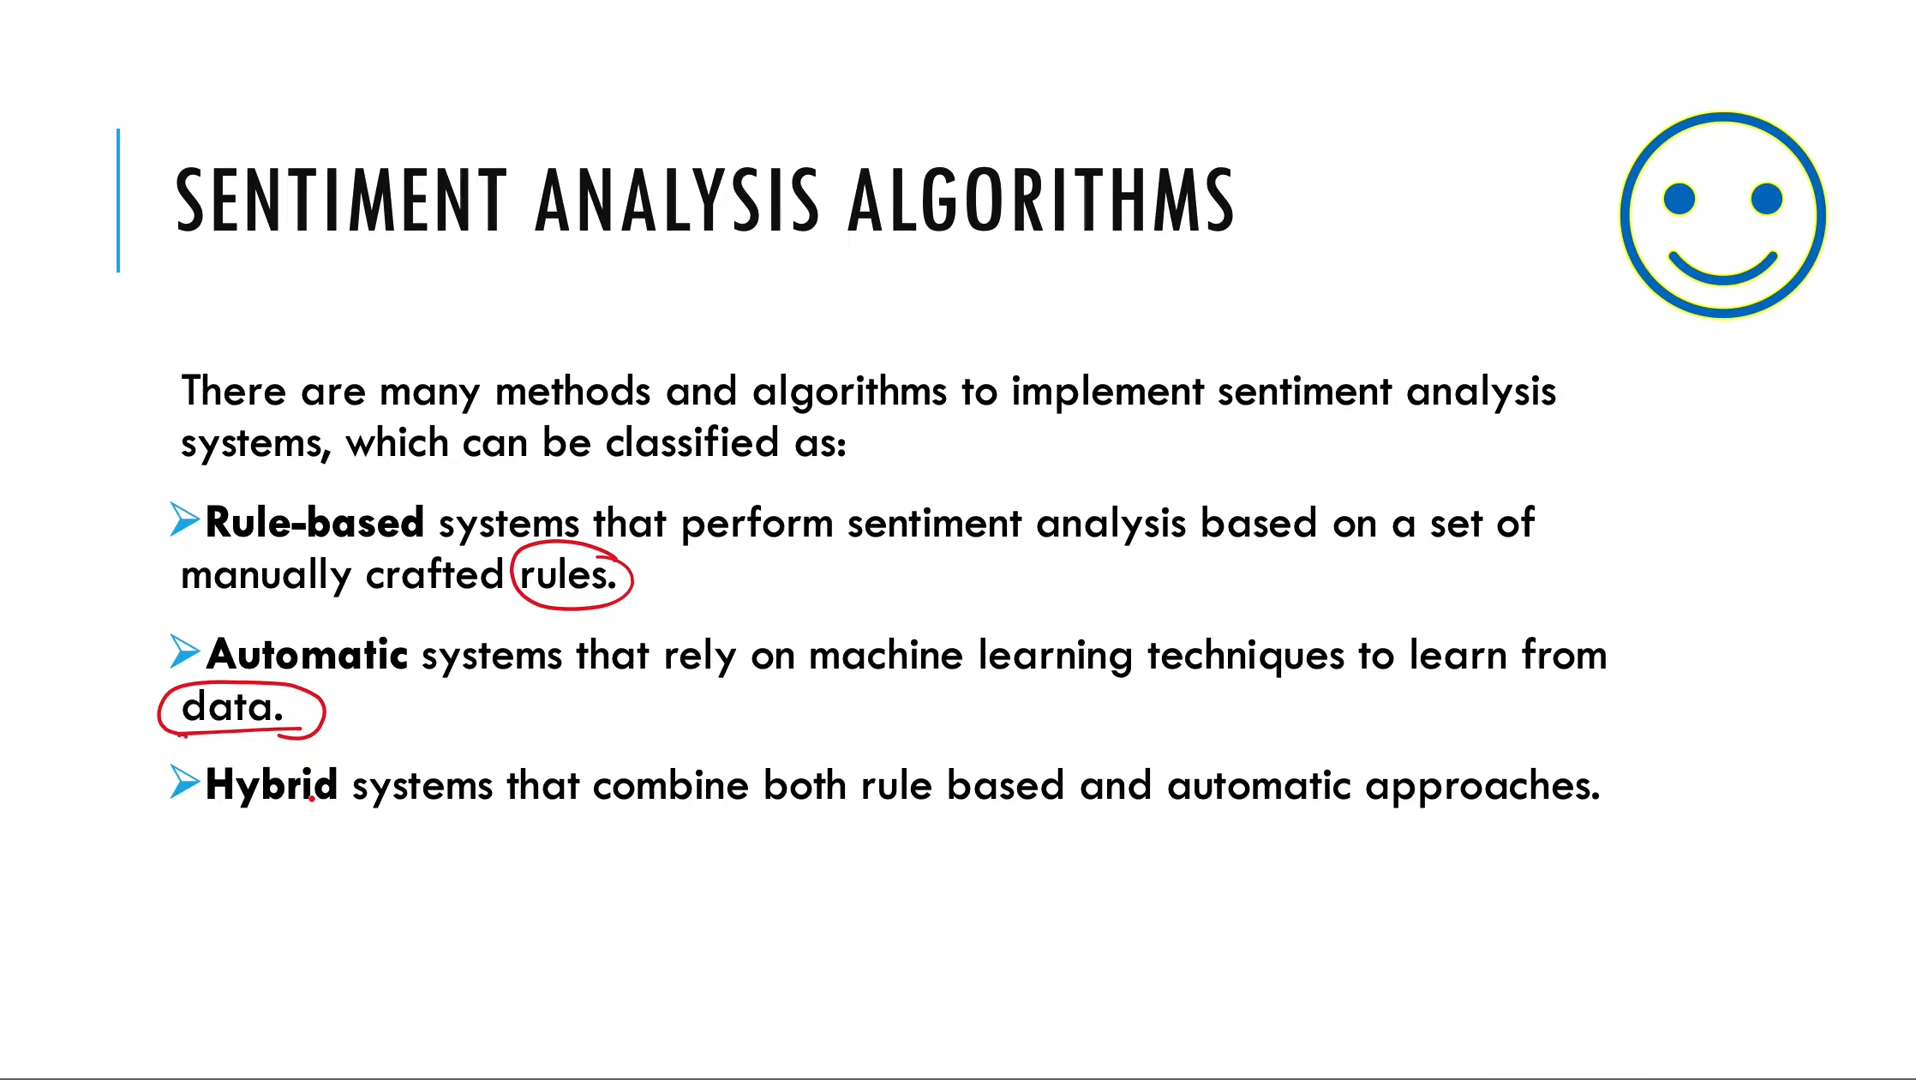 SENTIMENT ANALYSIS ALGORITHMS
There are many methods and algorithms to implement sentiment analysis
systems, which can be classified as:
Rule-based systems that perform sentiment analysis based on a set of
manually crafted rules.
Automatic systems that rely on machine learning techniques to learn from
data.
Hybrid systems that combine both rule based and automatic approaches.